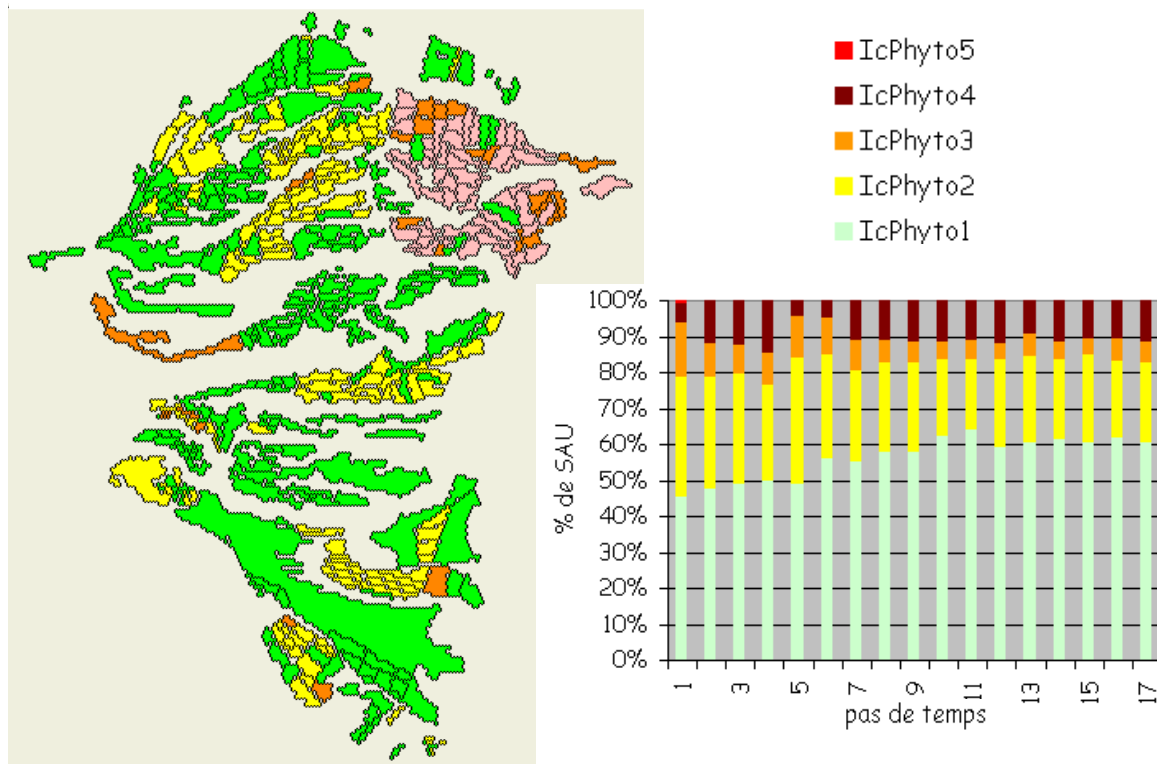 IcPhyto5
IcPhyto4
IcPhyto3
IcPhyto2
IcPhyto1
100%
90%
80%
70%
60%
50%
40%
30%
20%
10%
0%
% de SAU
1
3
5
7
9
11
13
15
17
pas de temps